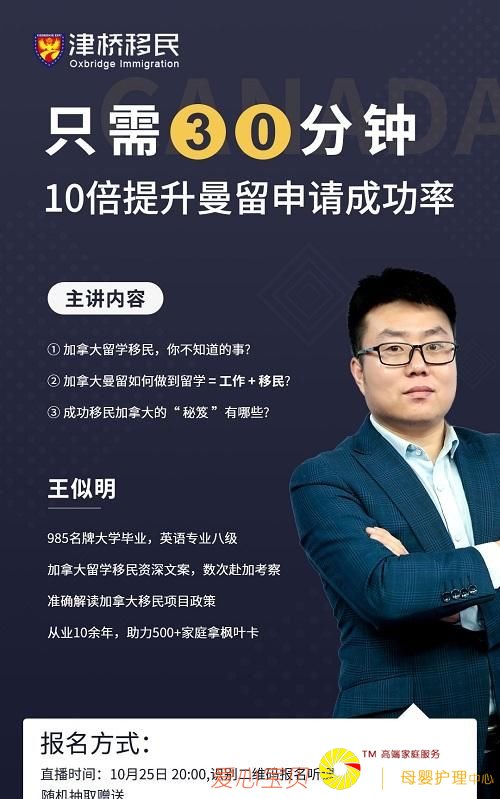 津桥移民
Oxbridge Immigration
CANADA
只需30分钟
10倍提升曼留申请成功率
主讲内容
① 加拿大留学移民，你不知道的事?
② 加拿大曼留如何做到留学 = 工作 + 移民?
③ 成功移民加拿大的“ 秘笈 ” 有哪些?
王似明
985名牌大学毕业，英语专业八级
加拿大留学移民资深文案，数次赴加考察
准确解读加拿大移民项目政策
从业10余年，助力500+家庭拿枫叶卡
报名方式：
TM 高端家庭服务
直播时间：10月25日 20:00,识别二维码报名听
爱心宝贝
母婴护理中心
随机抽取赠送